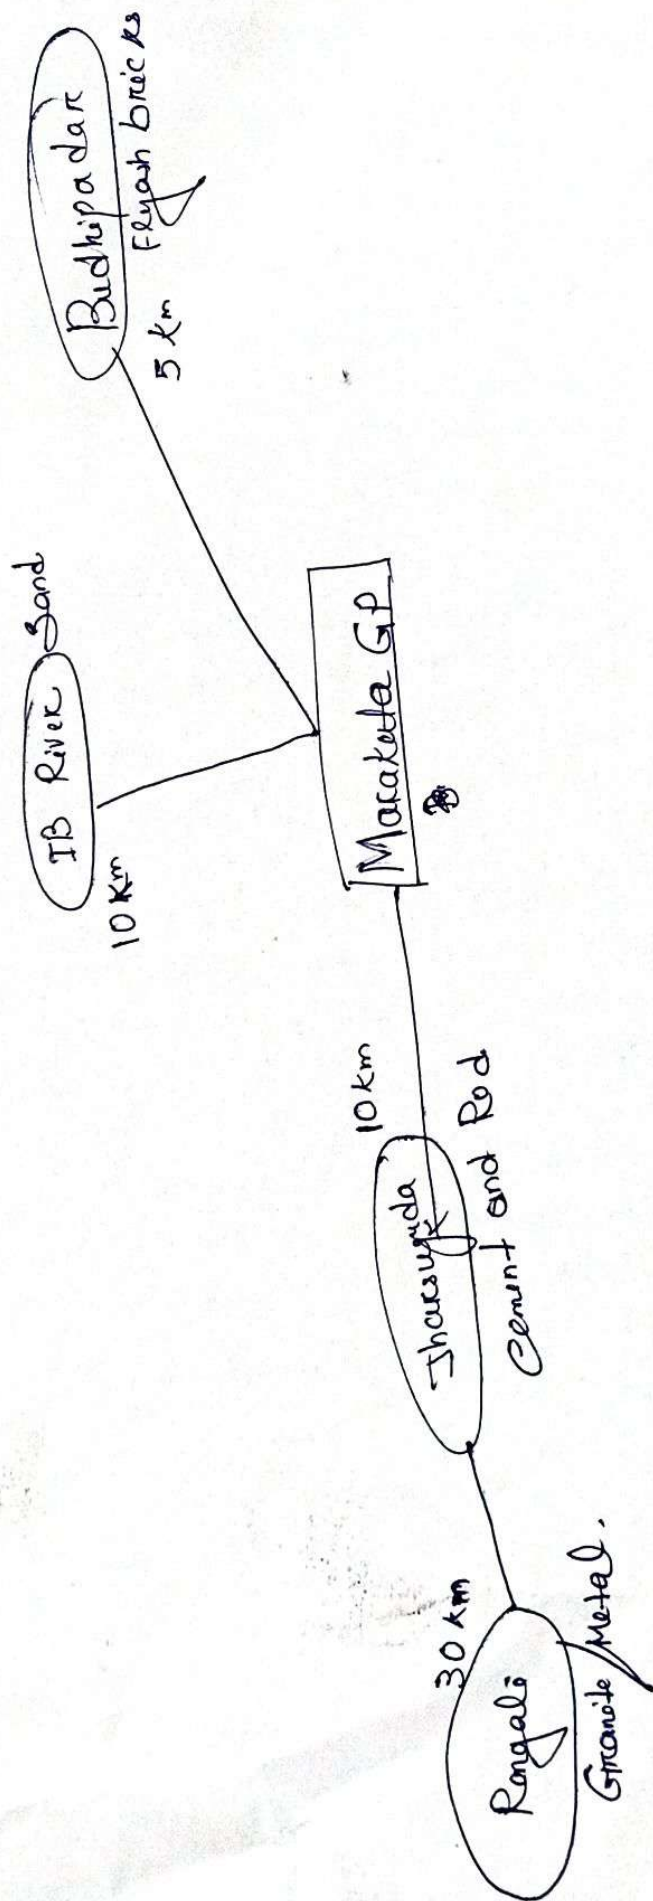 IB River
Sand
10 Km
Budhipadar
Flyash bricks
5 Km
Marakuta GP
10 Km
Jharsuguda
Cement and Rod
30 Km
Rengali
Granite Metal.